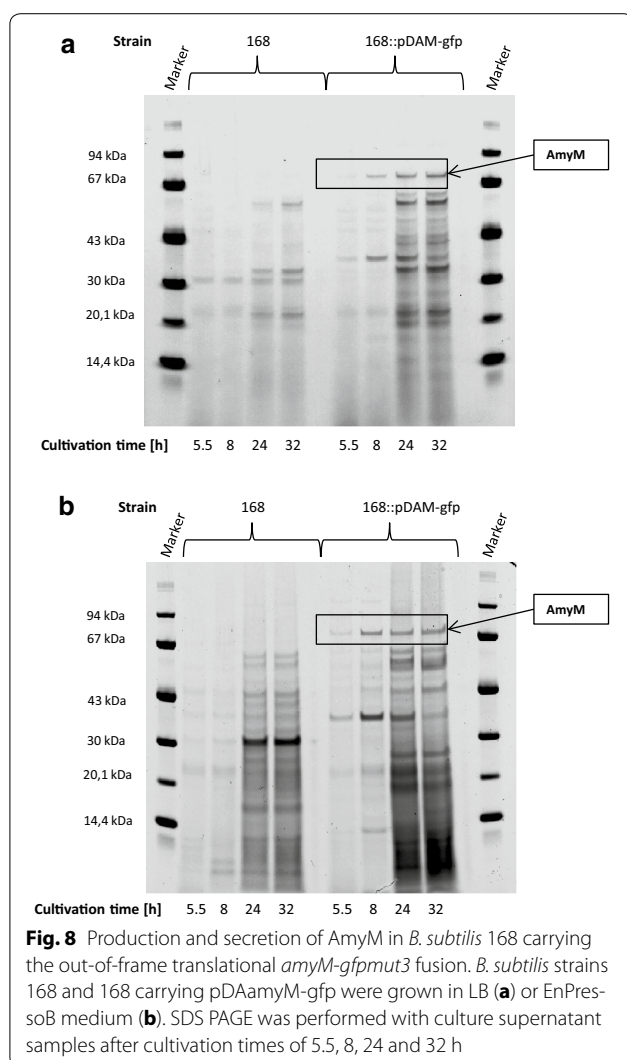 a
Strain 168 168::pDAM-gfp
Marker Marker
94 kDa
67 kDa
AmyM
43 kDa
30 kDa
20,1 kDa
14,4 kDa
Cultivation time [h] 5.5 8 24 32 5.5 8 24 32
b
Strain 168 168::pDAM-gfp
Marker Marker
94 kDa
67 kDa
AmyM
43 kDa
30 kDa
20,1 kDa
14,4 kDa
Cultivation time [h] 5.5 8 24 32 5.5 8 24 32
Fig. 8 Production and secretion of AmyM in B. subtilis 168 carrying
the out-of-frame translational amyM-gfpmut3 fusion. B. subtilis strains
168 and 168 carrying pDAamyM-gfp were grown in LB (a) or EnPres-
soB medium (b). SDS PAGE was performed with culture supernatant
samples after cultivation times of 5.5, 8, 24 and 32 h